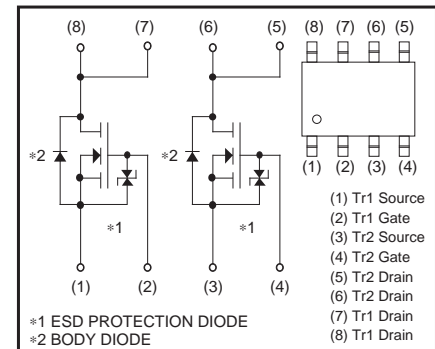 (8) (7) (6) (5)
(8) (7) (6) (5)
*2 *2
*1 *1
(1) (2) (3) (4)
(1) (2) (3) (4)
(1) Tr1 Source
(2) Tr1 Gate
(3) Tr2 Source
(4) Tr2 Gate
(5) Tr2 Drain
(6) Tr2 Drain
(7) Tr1 Drain
(8) Tr1 Drain
*1 ESD PROTECTION DIODE
*2 BODY DIODE